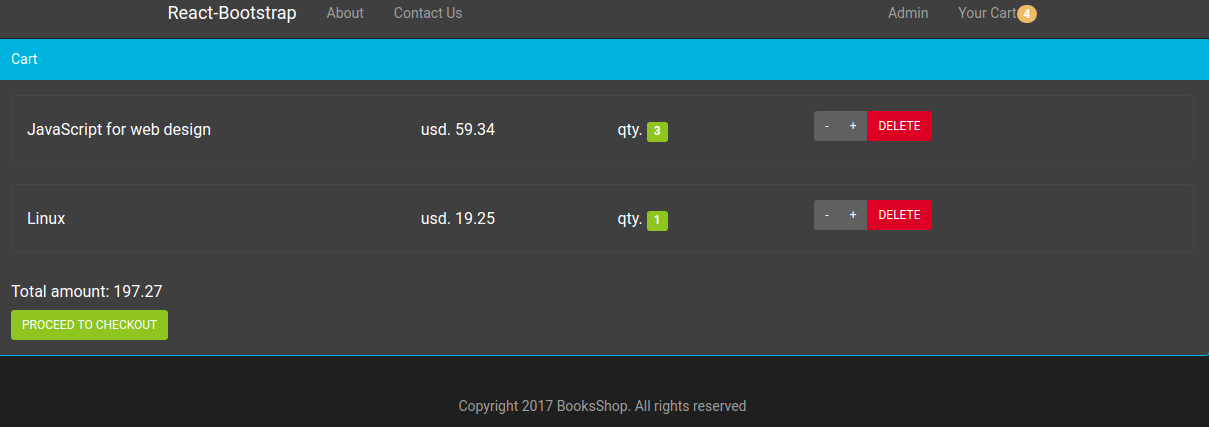 React-Bootstrap About Contact Us Admin Your Cart 4
Cart
JavaScript for web design usd. 59.34 qty. 3 - + DELETE
Linux usd. 19.25 qty. 1 - + DELETE
Total amount: 197.27
PROCEED TO CHECKOUT
Copyright 2017 BooksShop. All rights reserved